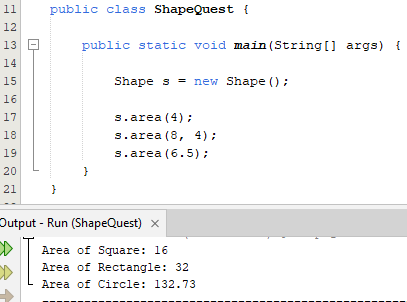 11 public class ShapeQuest {
12
13 public static void main(String[] args) {
14
15 Shape s = new Shape();
16
17 s.area(4);
18 s.area(8, 4);
19 s.area(6.5);
20 }
21 }
Output - Run (ShapeQuest) ×
Area of Square: 16
Area of Rectangle: 32
Area of Circle: 132.73